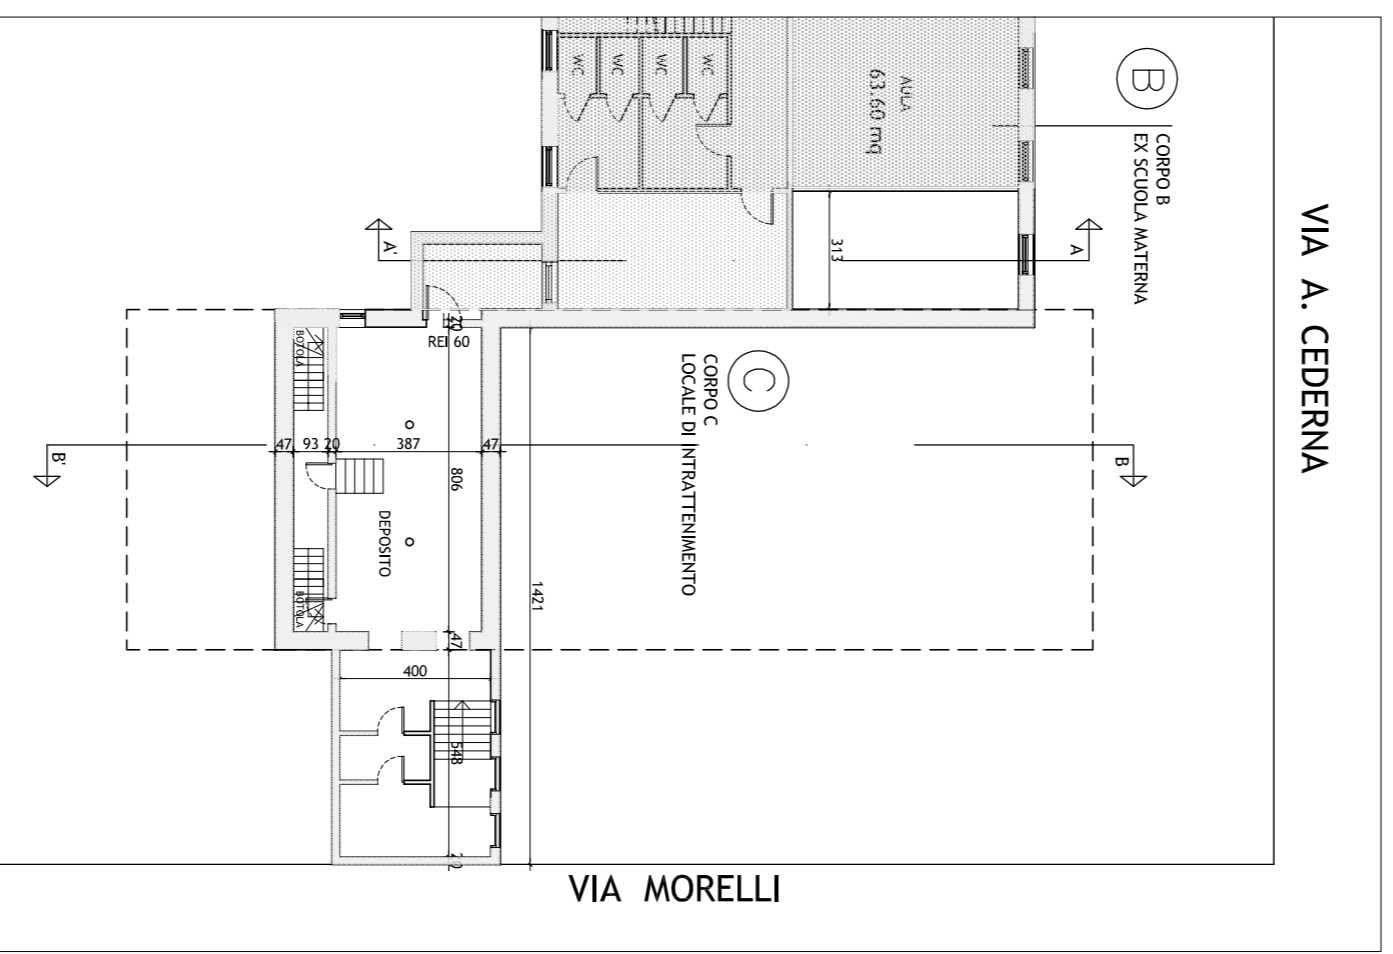 WC
WC
WC
WC
AULA
63.60 mq
B
CORPO B
EX SCUOLA MATERNA
VIA A. CEDERNA
A'
313
A
20
REI 60
BOTOLA
C
CORPO C
LOCALE DI INTRATTENIMENTO
47
93
20
387
47
B'
B
806
DEPOSITO
1421
BOTOLA
47
400
548
20
VIA MORELLI